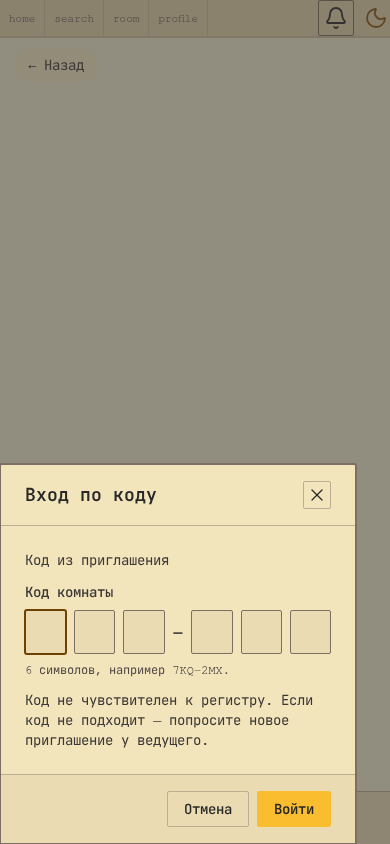 home search room profile
← Назад
Вход по коду
Код из приглашения
Код комнаты
—
6 символов, например 7KQ-2MX.
Код не чувствителен к регистру. Если
код не подходит — попросите новое
приглашение у ведущего.
Отмена Войти